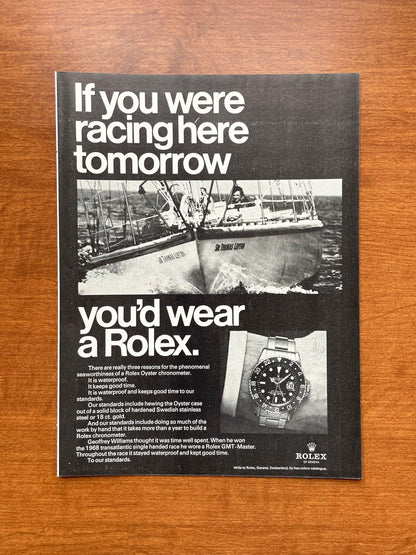 If you were
racing here
tomorrow
SIR THOMAS LIPTON
SIR THOMAS LIPTON
you'd wear
a Rolex.
There are really three reasons for the phenomenal
seaworthiness of a Rolex Oyster chronometer.
It is waterproof.
It keeps good time.
It is waterproof and keeps good time to our
standards.
Our standards include hewing the Oyster case
out of a solid block of hardened Swedish stainless
steel or 18 ct. gold.
And our standards include doing so much of the
work by hand that it takes more than a year to build a
Rolex chronometer.
Geoffrey Williams thought it was time well spent. When he won
the 1968 transatlantic single handed race he wore a Rolex GMT-Master.
Throughout the race it stayed waterproof and kept good time.
To our standards.
ROLEX
OF GENEVA
Write to Rolex, Geneva, Switzerland, for free colour catalogue.